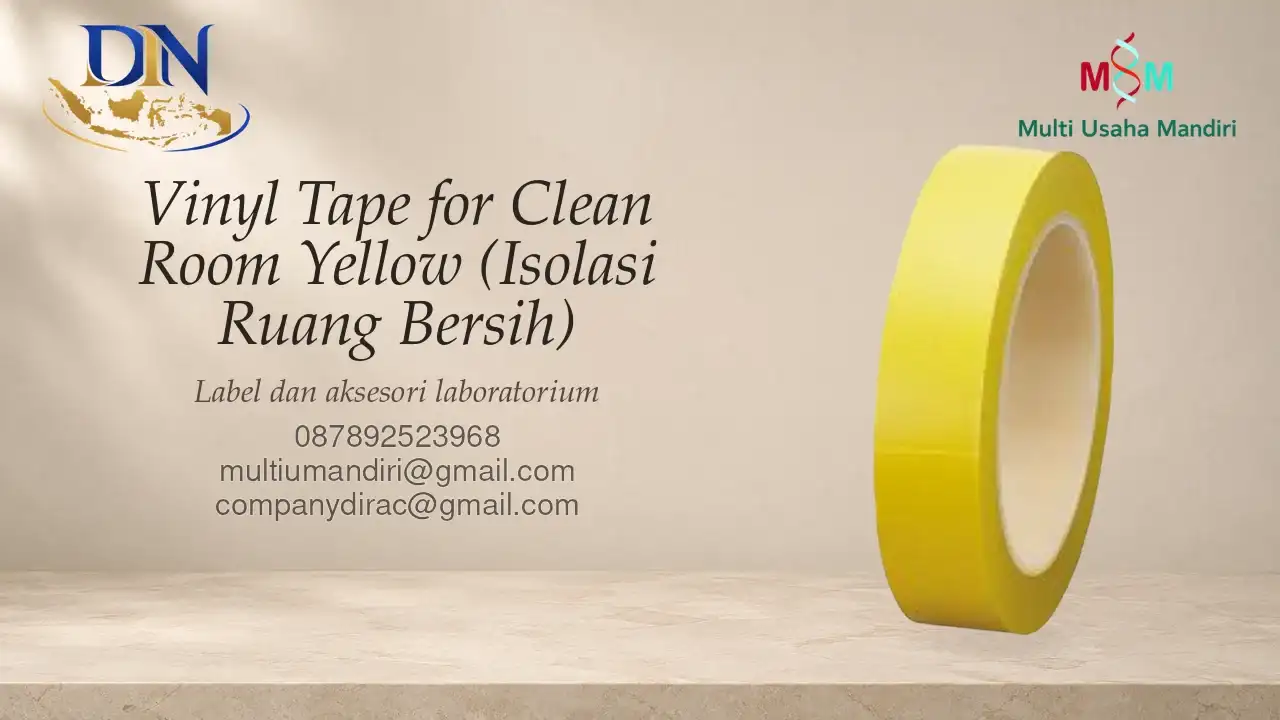 DN
M M
Multi Usaha Mandiri
Vinyl Tape for Clean
Room Yellow (Isolasi
Ruang Bersih)
Label dan aksesori laboratorium
087892523968
multiumandiri@gmail.com
companydirac@gmail.com